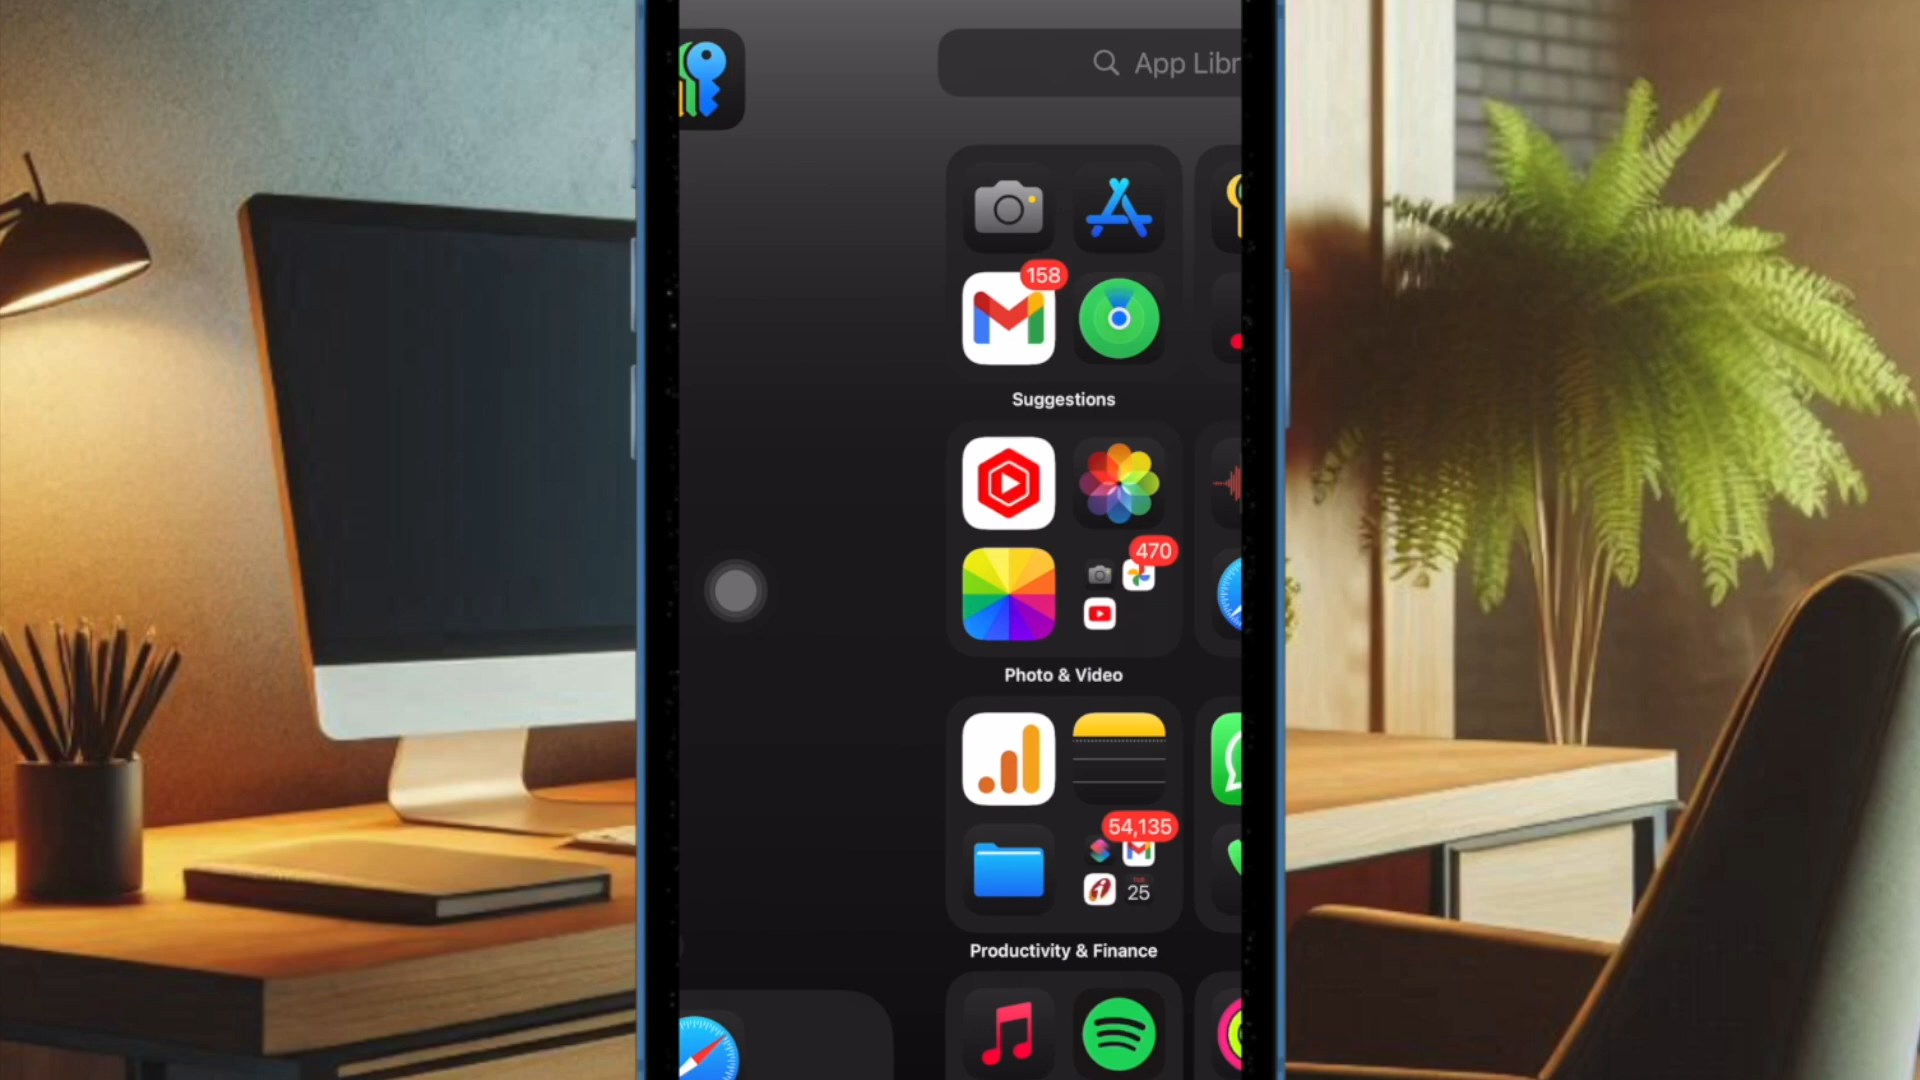 App Libr
158
Suggestions
470
Photo & Video
54,135
25
Productivity & Finance